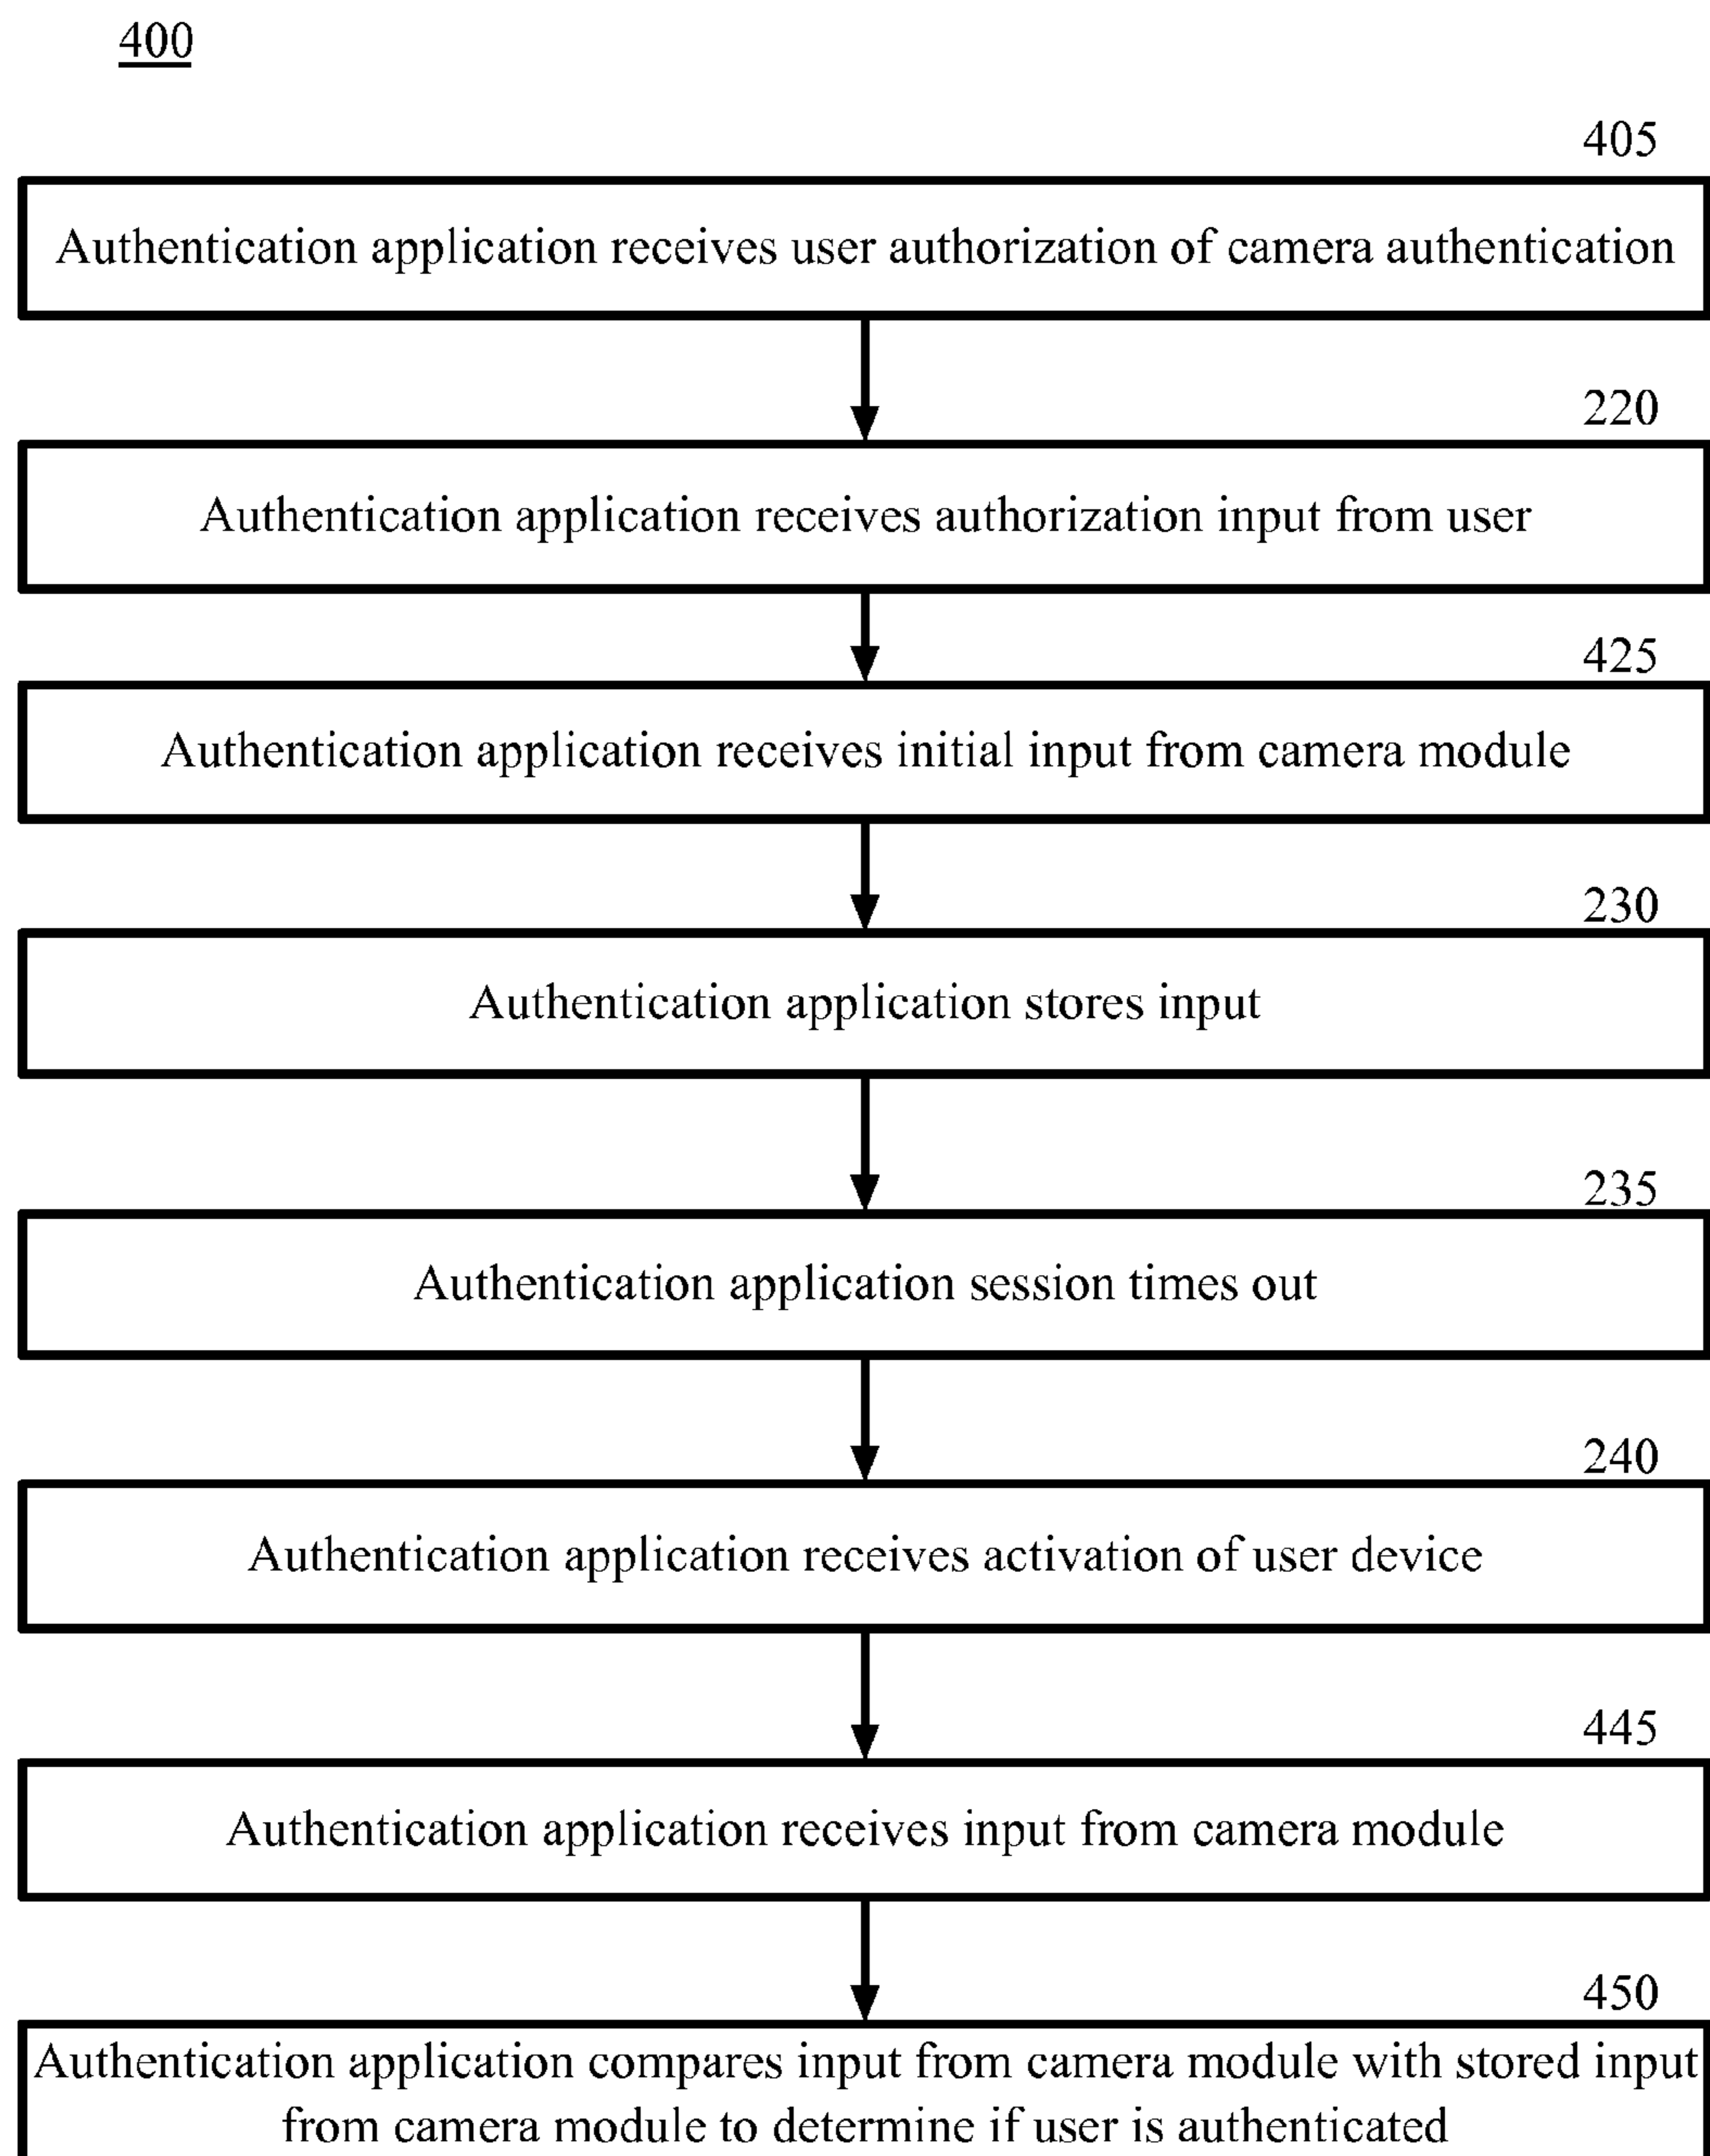 400
405
Authentication application receives user authorization of camera authentication
220
Authentication application receives authorization input from user
425
Authentication application receives initial input from camera module
230
Authentication application stores input
235
Authentication application session times out
240
Authentication application receives activation of user device
445
Authentication application receives input from camera module
450
Authentication application compares input from camera module with stored input
from camera module to determine if user is authenticated